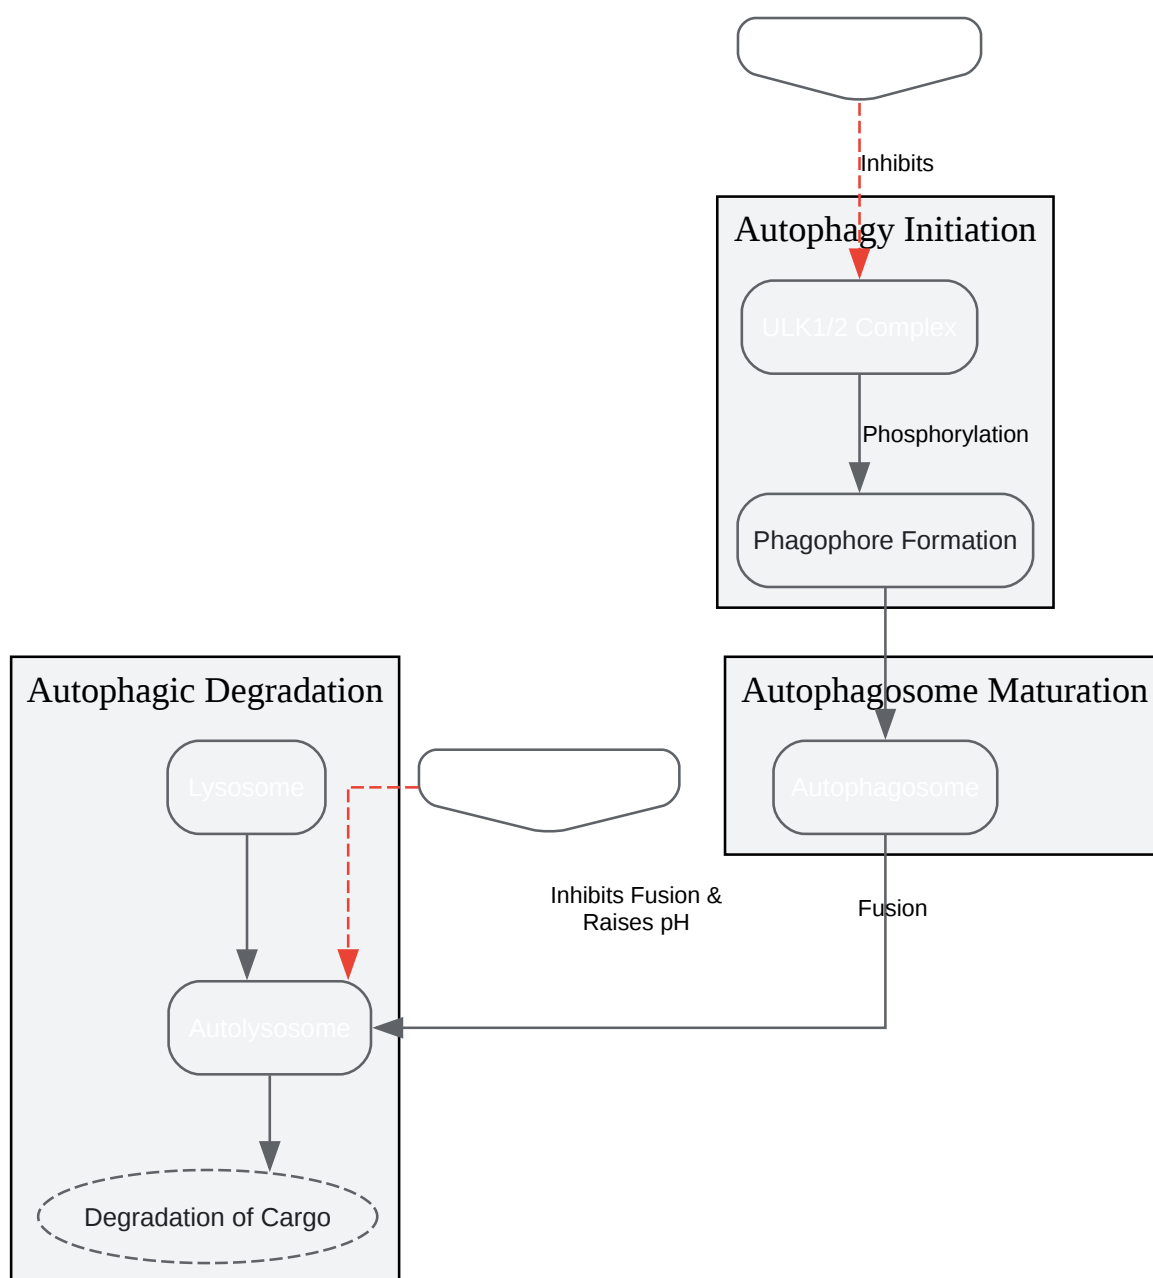 Inhibits
Autophagy Initiation
ULK1/2 Complex
Phosphorylation
Phagophore Formation
Autophagic Degradation
Autophagosome Maturation
Lysosome
Autophagosome
Inhibits Fusion &
Raises pH
Fusion
Autolysosome
Degradation of Cargo